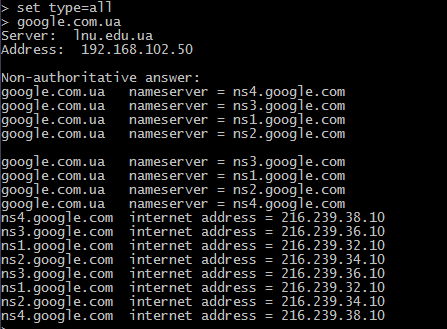 > set type=all
> google.com.ua
Server:  lnu.edu.ua
Address:  192.168.102.50
Non-authoritative answer:
google.com.ua   nameserver = ns4.google.com
google.com.ua   nameserver = ns3.google.com
google.com.ua   nameserver = ns1.google.com
google.com.ua   nameserver = ns2.google.com
google.com.ua   nameserver = ns3.google.com
google.com.ua   nameserver = ns1.google.com
google.com.ua   nameserver = ns2.google.com
google.com.ua   nameserver = ns4.google.com
ns4.google.com  internet address = 216.239.38.10
ns3.google.com  internet address = 216.239.36.10
ns1.google.com  internet address = 216.239.32.10
ns2.google.com  internet address = 216.239.34.10
ns3.google.com  internet address = 216.239.36.10
ns1.google.com  internet address = 216.239.32.10
ns2.google.com  internet address = 216.239.34.10
ns4.google.com  internet address = 216.239.38.10